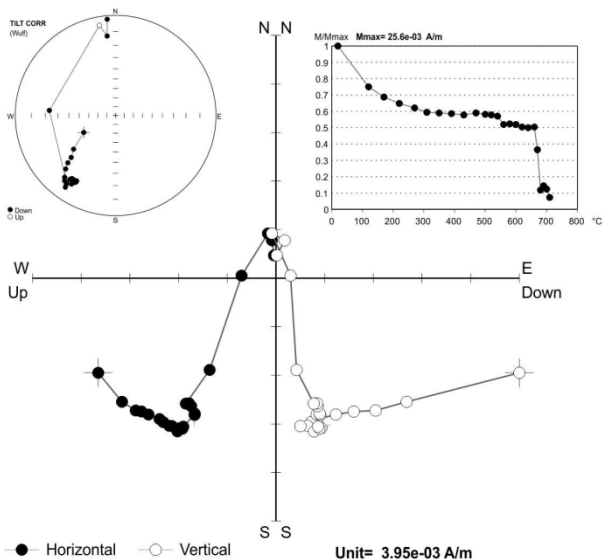 TILT CORR
(Wulf)
N
W
E
S
Down
Up
M/Mmax Mmax= 25.6e-03 A/m
1
0.9
0.8
0.7
0.6
0.5
0.4
0.3
0.2
0.1
0
0 100 200 300 400 500 600 700 800 °C
N N
W
Up
E
Down
S S
Horizontal Vertical Unit= 3.95e-03 A/m